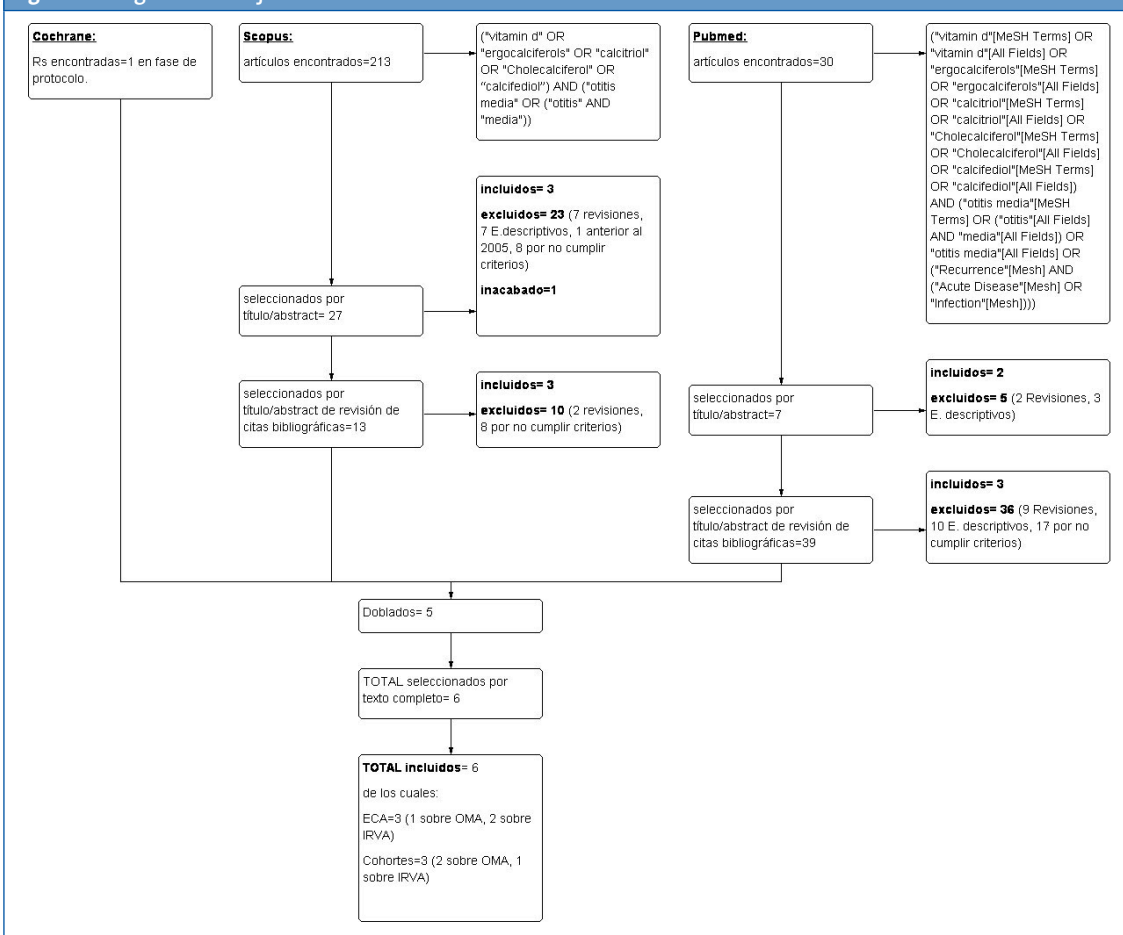 Cochrane:
Rs encontradas=1 en fase de
protocolo.
Scopus:
artículos encontrados=213
("vitamin d" OR
"ergocalciferols" OR "calcitriol"
OR "Cholecalciferol" OR
"calcifediol") AND ("otitis
media" OR ("otitis" AND
"media"))
Pubmed:
artículos encontrados=30
("vitamin d"[MeSH Terms] OR
"vitamin d"[All Fields] OR
"ergocalciferols"[MeSH Terms]
OR "ergocalciferols"[All Fields]
OR "calcitriol"[MeSH Terms]
OR "calcitriol"[All Fields] OR
"Cholecalciferol"[MeSH Terms]
OR "Cholecalciferol"[All Fields]
OR "calcifediol"[MeSH Terms]
OR "calcifediol"[All Fields])
AND ("otitis media"[MeSH
Terms] OR ("otitis"[All Fields]
AND "media"[All Fields]) OR
"otitis media"[All Fields] OR
("Recurrence"[Mesh] AND
("Acute Disease"[Mesh] OR
"Infection"[Mesh])))
incluidos= 3
excluidos= 23 (7 revisiones,
7 E.descriptivos, 1 anterior al
2005, 8 por no cumplir
criterios)
inacabado=1
seleccionados por
título/abstract= 27
seleccionados por
título/abstract de revisión de
citas bibliográficas=13
incluidos= 3
excluidos= 10 (2 revisiones,
8 por no cumplir criterios)
seleccionados por
título/abstract=7
incluidos= 2
excluidos= 5 (2 Revisiones, 3
E. descriptivos)
seleccionados por
título/abstract de revisión de
citas bibliográficas=39
incluidos= 3
excluidos= 36 (9 Revisiones,
10 E. descriptivos, 17 por no
cumplir criterios)
Doblados= 5
TOTAL seleccionados por
texto completo= 6
TOTAL incluidos= 6
de los cuales:
ECA=3 (1 sobre OMA, 2 sobre
IRVA)
Cohortes=3 (2 sobre OMA, 1
sobre IRVA)